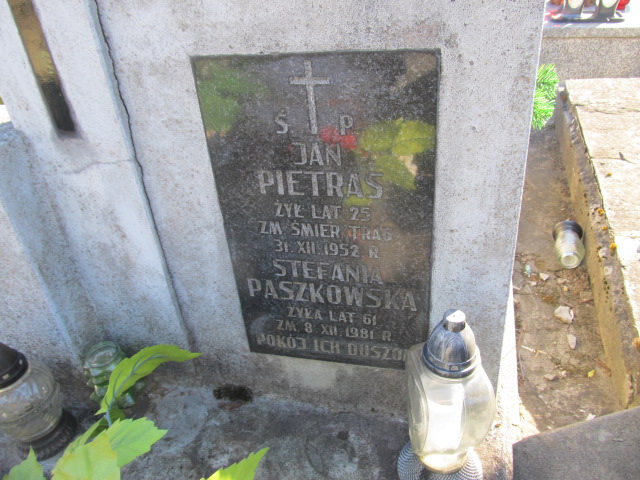 Ś P
JAN
PIETRAS
ŻYŁ LAT 25
ZM ŚMIER TRAG
31 XII 1952 R
STEFANIA
PASZKOWSKA
ŻYŁA LAT 61
ZM 8 XII 1981 R
POKÓJ ICH DUSZOM